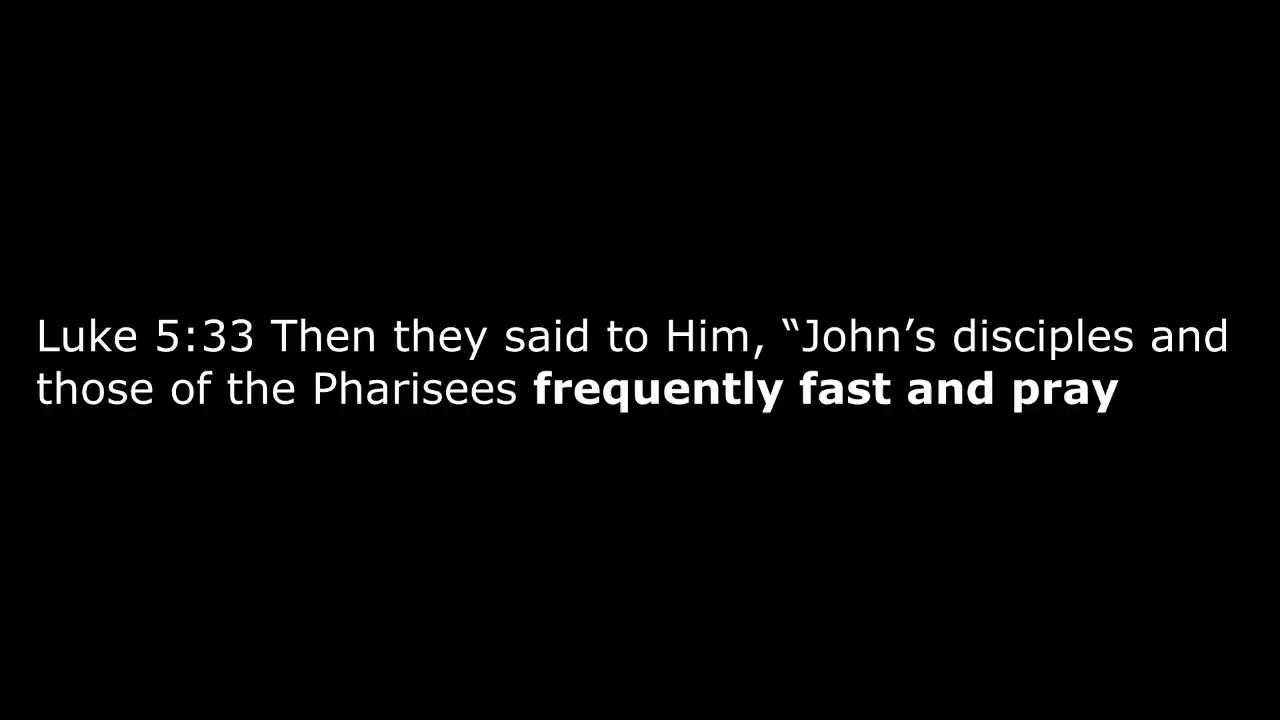 Luke 5:33 Then they said to Him, “John’s disciples and
those of the Pharisees frequently fast and pray